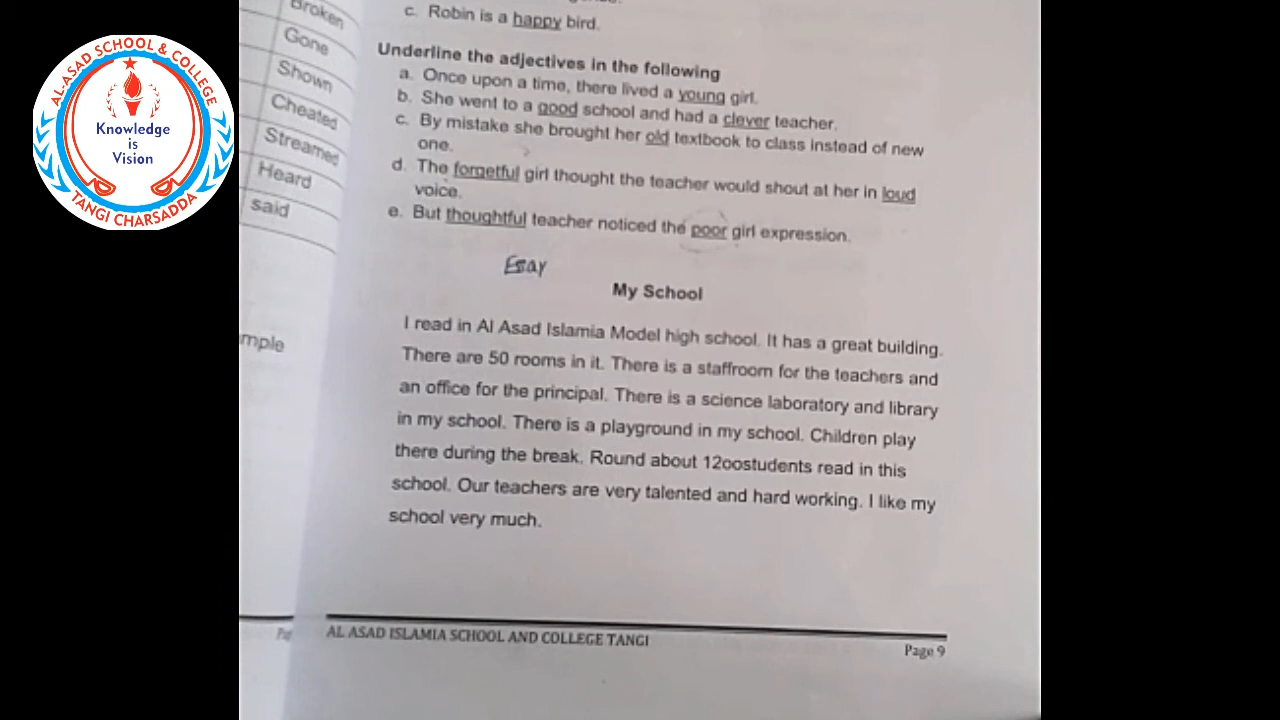 AL-ASAD SCHOOL & COLLEGE
Knowledge
is
Vision
TANGI CHARSADDA
Broken
Gone
Shown
Cheated
Streamed
Heard
said
c. Robin is a happy bird.
Underline the adjectives in the following
a. Once upon a time, there lived a young girl.
b. She went to a good school and had a clever teacher.
c. By mistake she brought her old textbook to class instead of new
one.
d. The forgetful girl thought the teacher would shout at her in loud
voice.
e. But thoughtful teacher noticed the poor girl expression.
Essay
My School
I read in Al Asad Islamia Model high school. It has a great building.
There are 50 rooms in it. There is a staffroom for the teachers and
an office for the principal. There is a science laboratory and library
in my school. There is a playground in my school. Children play
there during the break. Round about 12oostudents read in this
school. Our teachers are very talented and hard working. I like my
school very much.
AL ASAD ISLAMIA SCHOOL AND COLLEGE TANGI
Page 9